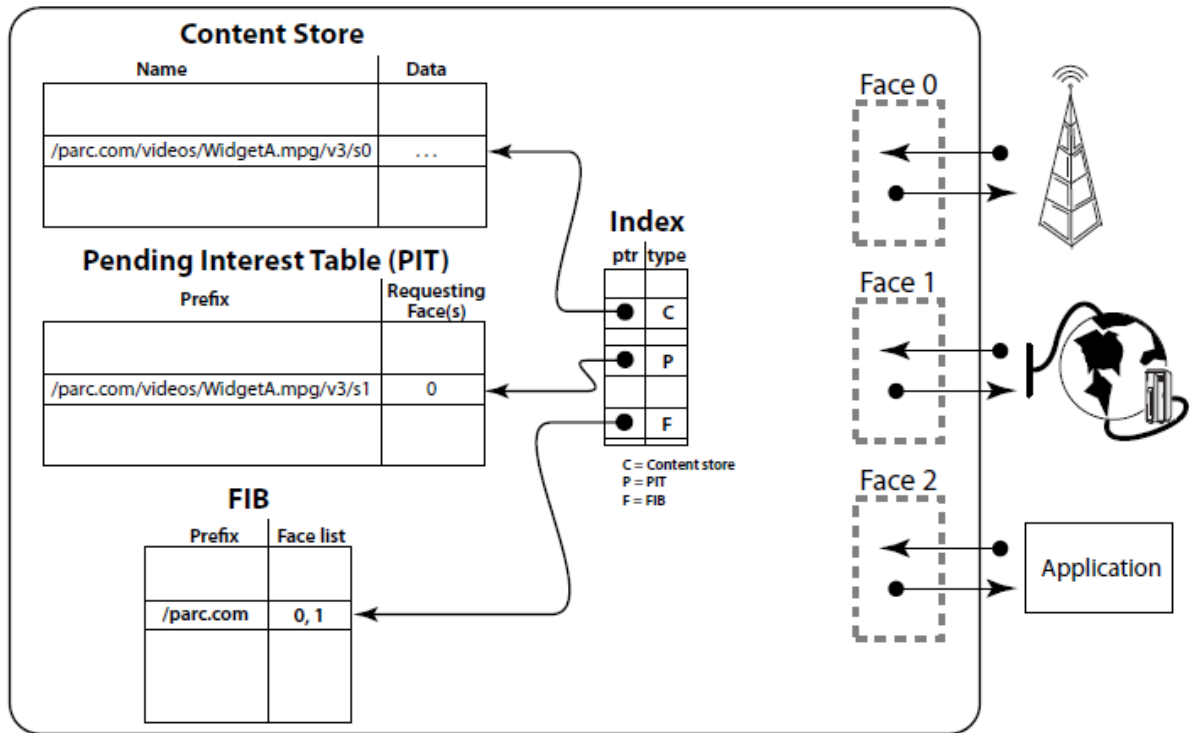 Content Store
Name Data
/parc.com/videos/WidgetA.mpg/v3/s0 ...
Pending Interest Table (PIT)
Prefix Requesting
Face(s)
/parc.com/videos/WidgetA.mpg/v3/s1 0
FIB
Prefix Face list
/parc.com 0, 1
Index
ptr type
C
P
F
C = Content store
P = PIT
F = FIB
Face 0
Face 1
Face 2
Application